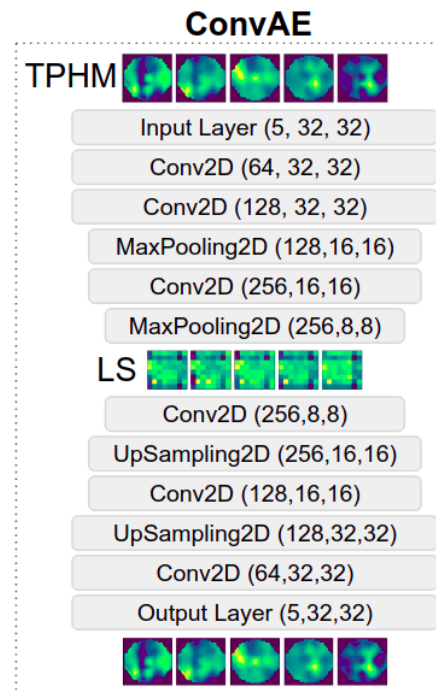 ConvAE
TPHM
Input Layer (5, 32, 32)
Conv2D (64, 32, 32)
Conv2D (128, 32, 32)
MaxPooling2D (128,16,16)
Conv2D (256,16,16)
MaxPooling2D (256,8,8)
LS
Conv2D (256,8,8)
UpSampling2D (256,16,16)
Conv2D (128,16,16)
UpSampling2D (128,32,32)
Conv2D (64,32,32)
Output Layer (5,32,32)